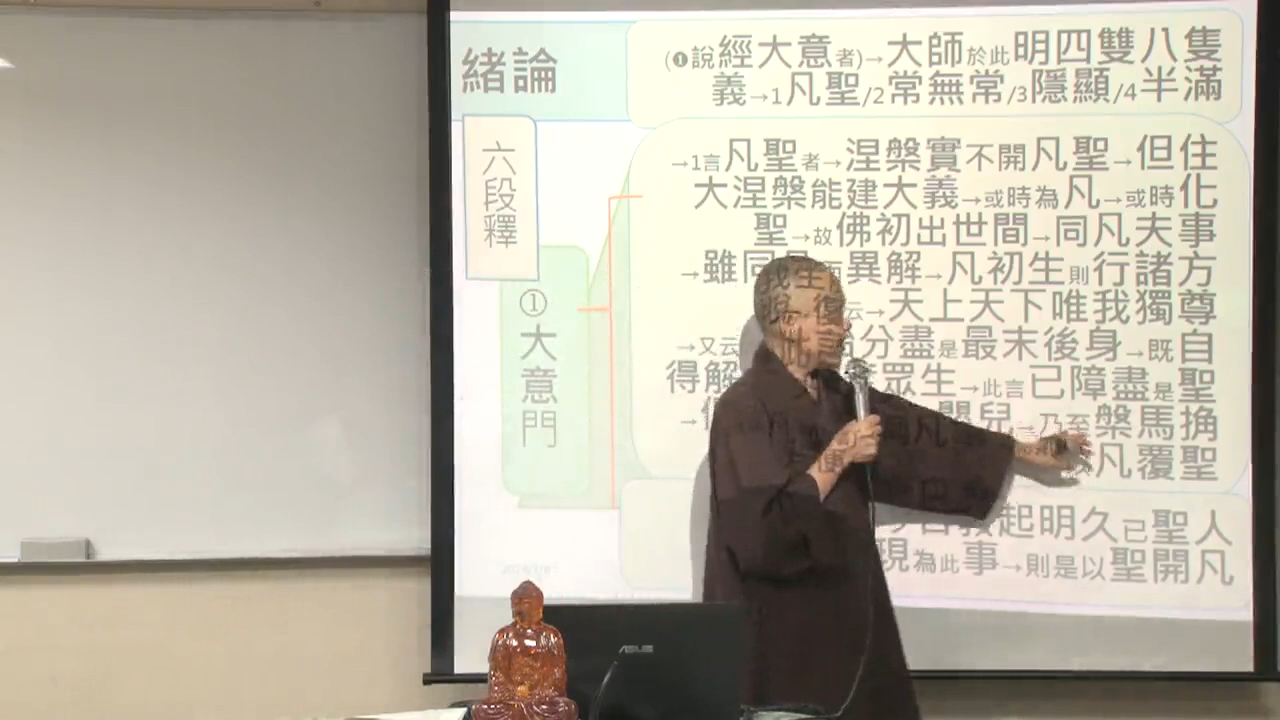 緒論
(❶說經大意者)→大師於此明四雙八隻
義→1凡聖/2常無常/3隱顯/4半滿
六段釋
①大意門
→1言凡聖者→涅槃實不開凡聖→但住
大涅槃能建大義→或時為凡→或時化
聖→故佛初出世間→同凡夫事
→雖同 異解→凡初生則行諸方
云→天上天下唯我獨尊
→又云 分盡是最末後身→既自
得解 眾生→此言已障盡是聖
→ 嬰兒→乃至槃馬捔
凡覆聖
起明久已聖人
現為此事→則是以聖開凡
ASUS